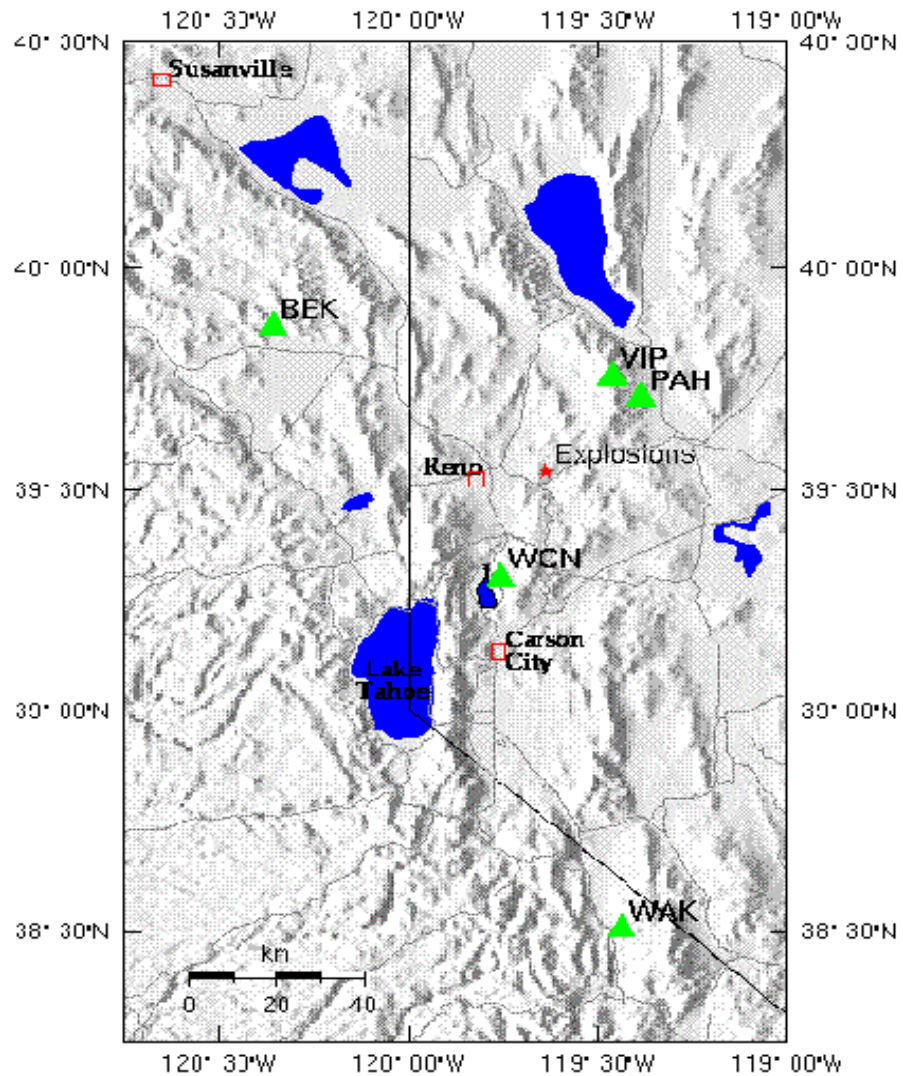 120° 30'W 120° 00'W 119° 30'W 119° 00'W
40° 30'N 40° 30'N
Susanville
40° 00'N 40° 00'N
BEK
VIP
PAH
Explosions
Reno
39° 30'N 39° 30'N
WCN
Carson
City
Lake
Tahoe
39° 00'N 39° 00'N
WAK
38° 30'N 38° 30'N
km
0 20 40
120° 30'W 120° 00'W 119° 30'W 119° 00'W